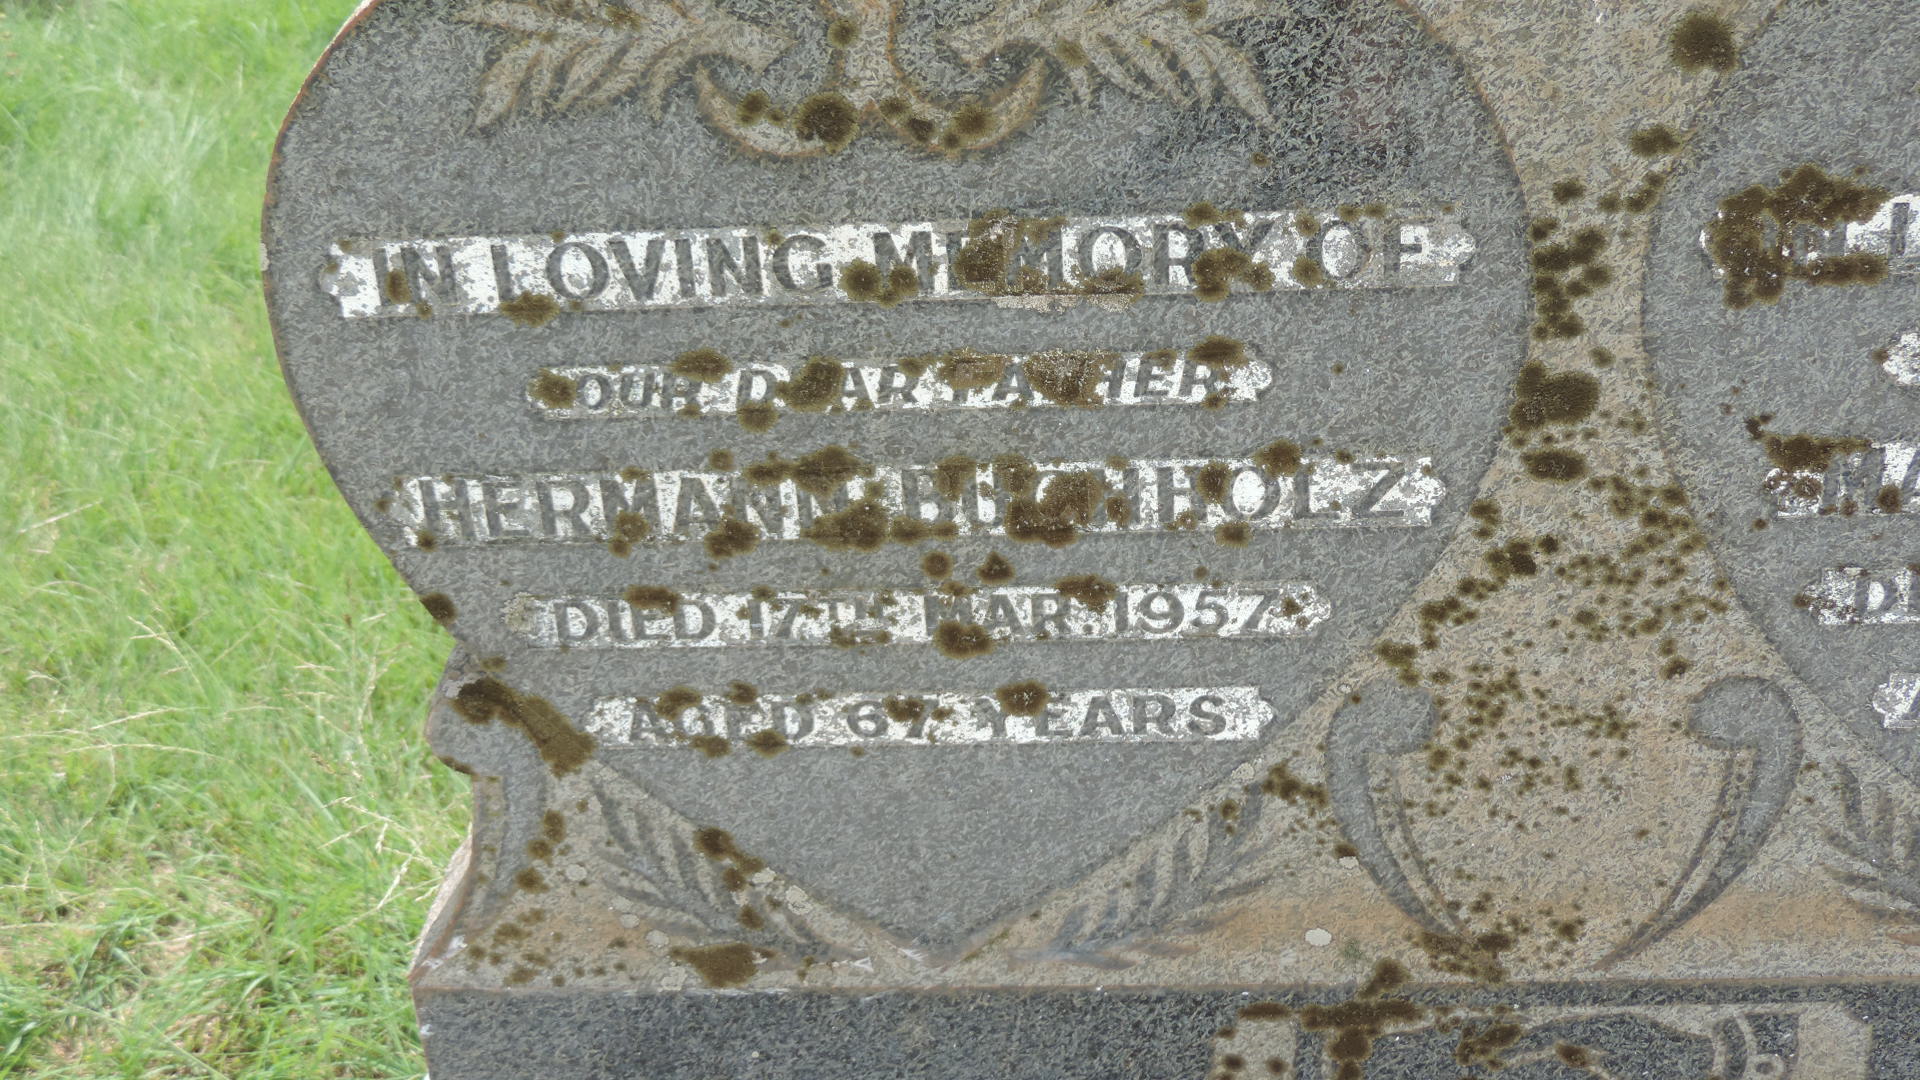 IN LOVING MEMORY OF
OUR DEAR FATHER
HERMANN BUCHHOLZ
DIED 17TH MAR. 1957
AGED 67 YEARS